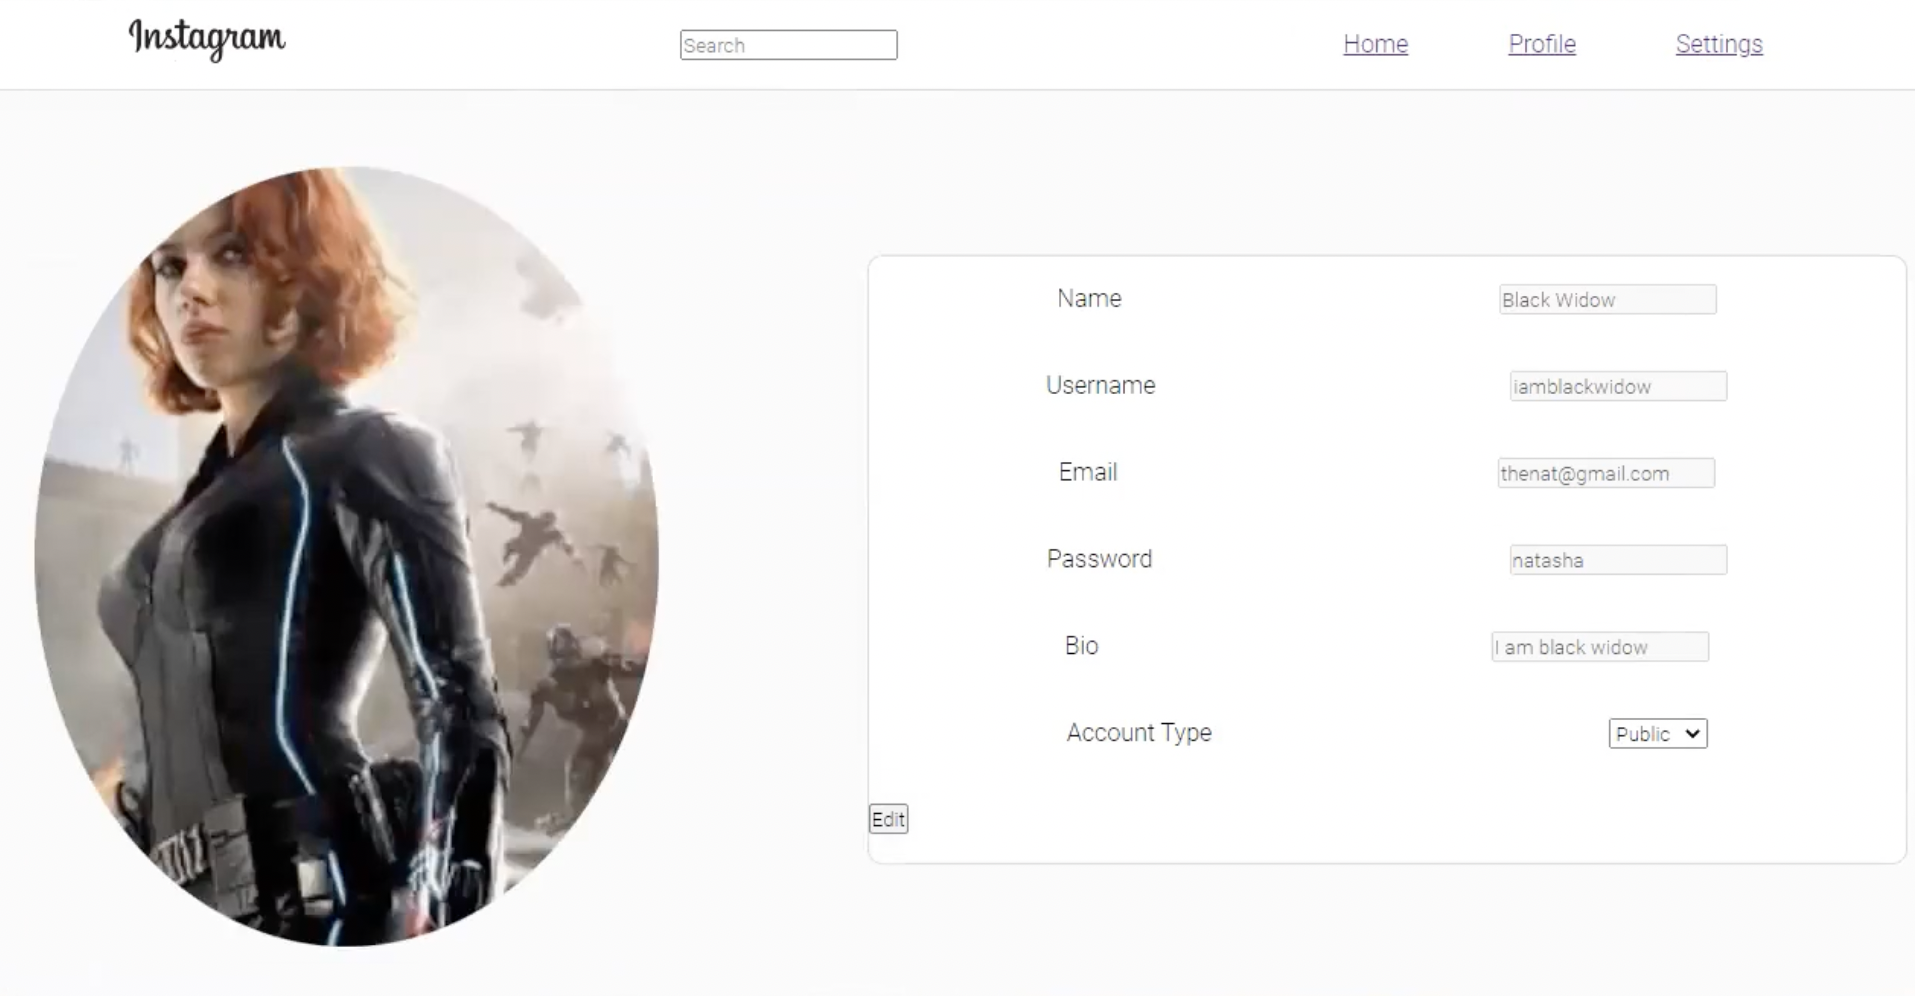 Instagram
Search
Home Profile Settings
Name Black Widow
Username iamblackwidow
Email thenat@gmail.com
Password natasha
Bio I am black widow
Account Type Public
Edit